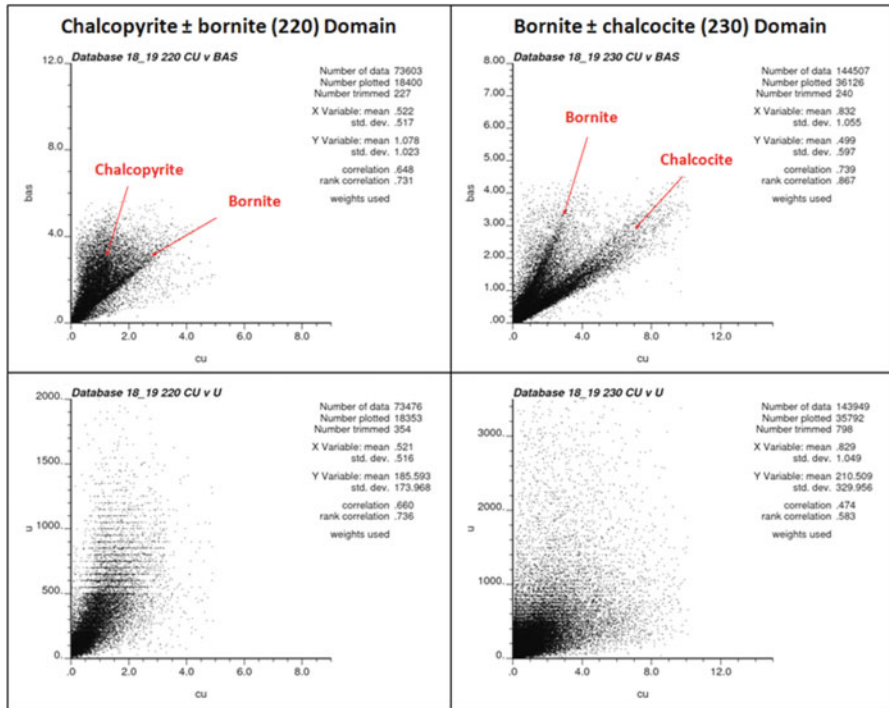 Chalcopyrite ± bornite (220) Domain
Bornite ± chalcocite (230) Domain
Database 18_19 220 CU v BAS
12.0
8.0
4.0
.0
bas
.0
2.0
4.0
6.0
8.0
cu
Chalcopyrite
Bornite
Number of data 73603
Number plotted 18400
Number trimmed 227
X Variable: mean .522
std. dev. .517
Y Variable: mean 1.078
std. dev. 1.023
correlation .648
rank correlation .731
weights used
Database 18_19 230 CU v BAS
8.00
7.00
6.00
5.00
4.00
3.00
2.00
1.00
.00
bas
.0
4.0
8.0
12.0
cu
Bornite
Chalcocite
Number of data 144507
Number plotted 36126
Number trimmed 240
X Variable: mean .832
std. dev. 1.055
Y Variable: mean .499
std. dev. .597
correlation .739
rank correlation .867
weights used
Database 18_19 220 CU v U
2000.
1500.
1000.
500.
0.
u
.0
2.0
4.0
6.0
8.0
cu
Number of data 73476
Number plotted 18353
Number trimmed 354
X Variable: mean .521
std. dev. .516
Y Variable: mean 185.593
std. dev. 173.968
correlation .660
rank correlation .736
weights used
Database 18_19 230 CU v U
3000.
2000.
1000.
0.
u
.0
4.0
8.0
12.0
cu
Number of data 143949
Number plotted 35792
Number trimmed 798
X Variable: mean .829
std. dev. 1.049
Y Variable: mean 210.509
std. dev. 329.956
correlation .474
rank correlation .583
weights used